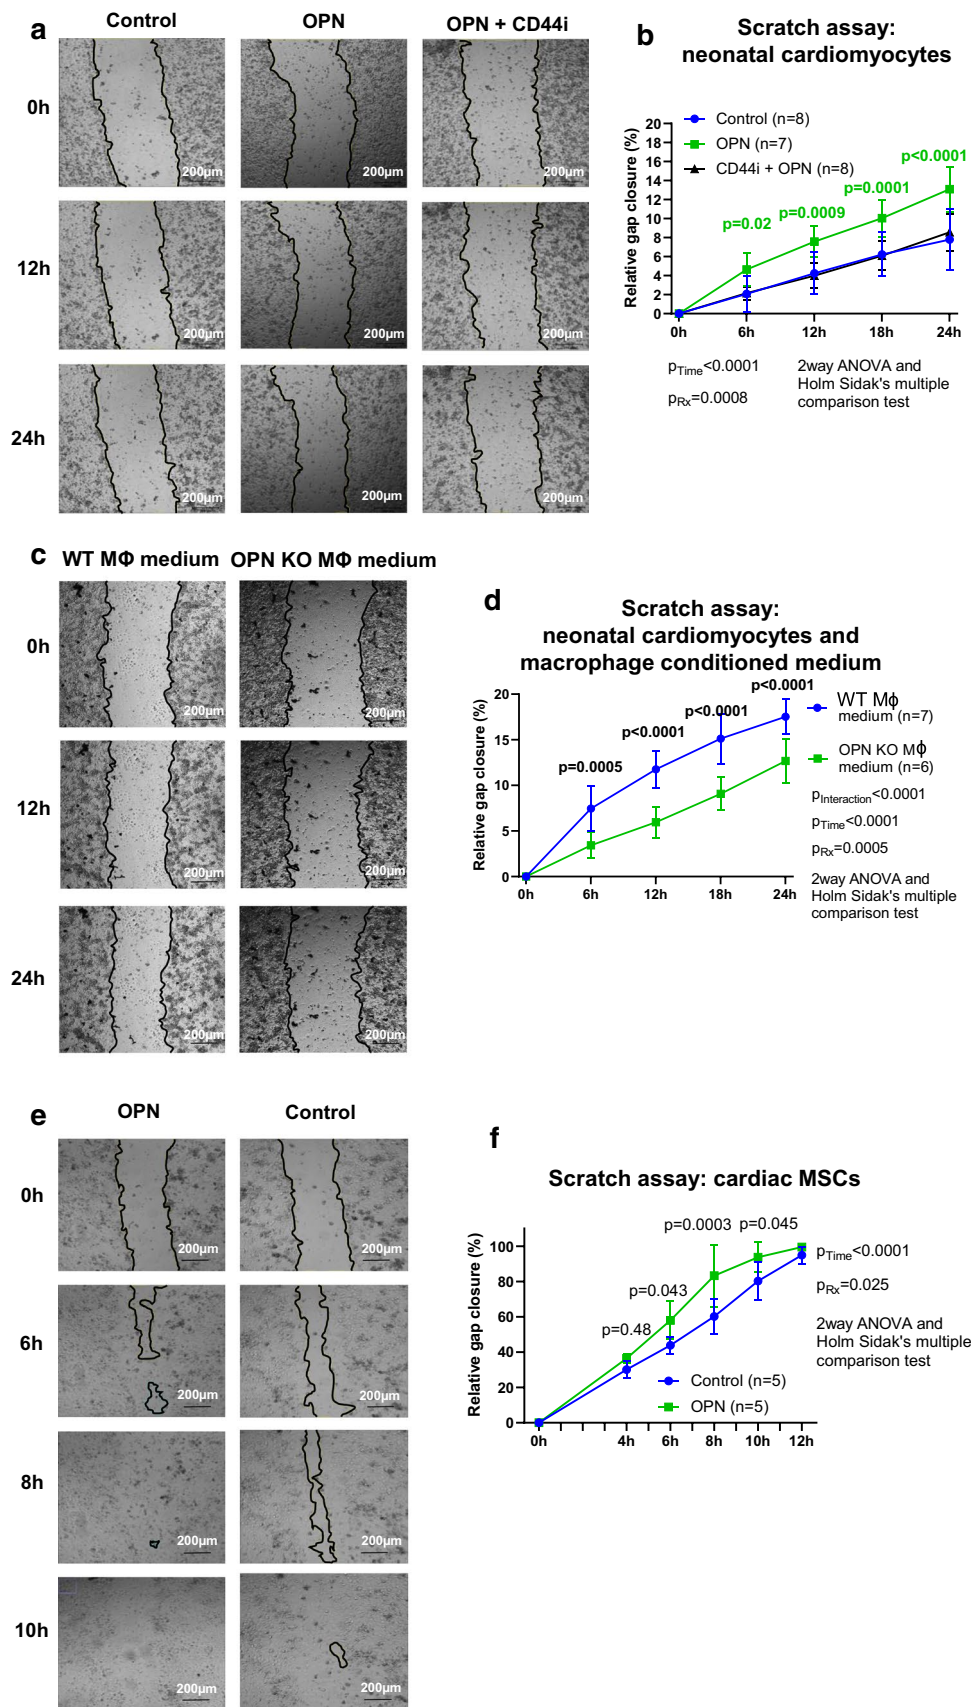 a
Control
OPN
OPN + CD44i
0h
200µm
200µm
200µm
12h
200µm
200µm
200µm
24h
200µm
200µm
200µm
b
Scratch assay:
neonatal cardiomyocytes
Relative gap closure (%)
20
18
16
14
12
10
8
6
4
2
0
Control (n=8)
OPN (n=7)
CD44i + OPN (n=8)
p=0.02
p=0.0009
p=0.0001
p<0.0001
0h
6h
12h
18h
24h
pTime<0.0001
pRx=0.0008
2way ANOVA and
Holm Sidak's multiple
comparison test
c
WT MΦ medium
OPN KO MΦ medium
0h
200µm
200µm
12h
200µm
200µm
24h
200µm
200µm
d
Scratch assay:
neonatal cardiomyocytes and
macrophage conditioned medium
Relative gap closure (%)
20
15
10
5
0
p=0.0005
p<0.0001
p<0.0001
p<0.0001
0h
6h
12h
18h
24h
WT Mϕ
medium (n=7)
OPN KO Mϕ
medium (n=6)
pInteraction<0.0001
pTime<0.0001
pRx=0.0005
2way ANOVA and
Holm Sidak's multiple
comparison test
e
OPN
Control
0h
200µm
200µm
6h
200µm
200µm
8h
200µm
200µm
10h
200µm
200µm
f
Scratch assay: cardiac MSCs
Relative gap closure (%)
100
80
60
40
20
0
p=0.48
p=0.043
p=0.0003
p=0.045
Control (n=5)
OPN (n=5)
0h
4h
6h
8h
10h
12h
pTime<0.0001
pRx=0.025
2way ANOVA and
Holm Sidak's multiple
comparison test